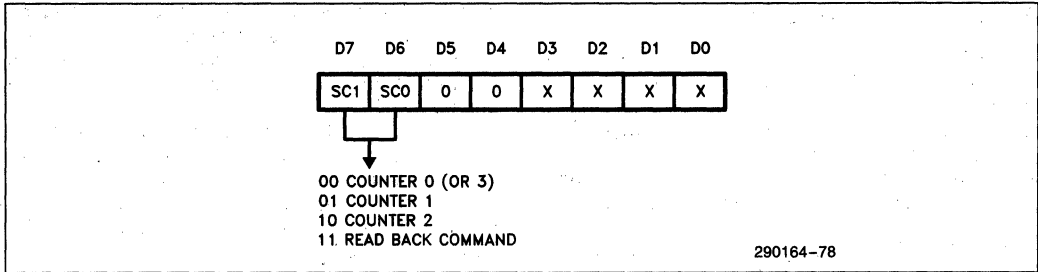 D7 D6 D5 D4 D3 D2 D1 D0
SC1 SC0 0 0 X X X X
00 COUNTER 0 (OR 3)
01 COUNTER 1
10 COUNTER 2
11 READ BACK COMMAND
290164-78